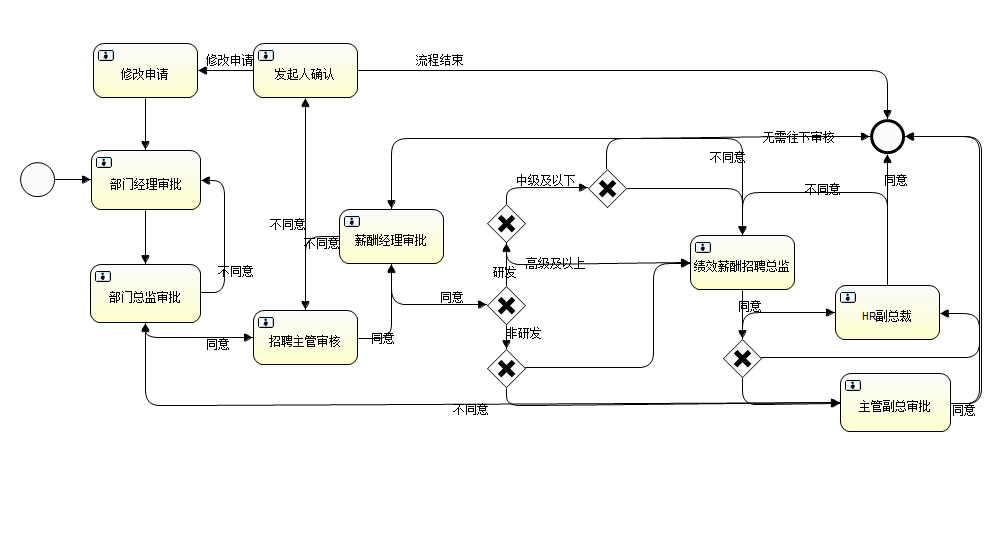 修改申请
流程结束
修改申请
发起人确认
无需往下审核
不同意
中级及以下
部门经理审批
不同意
不同意
不同意
薪酬经理审批
同意
不同意
高级及以上
绩效薪酬招聘总监
研发
部门总监审批
同意
同意
HR副总裁
非研发
招聘主管审核
同意
同意
主管副总审批
不同意
同意